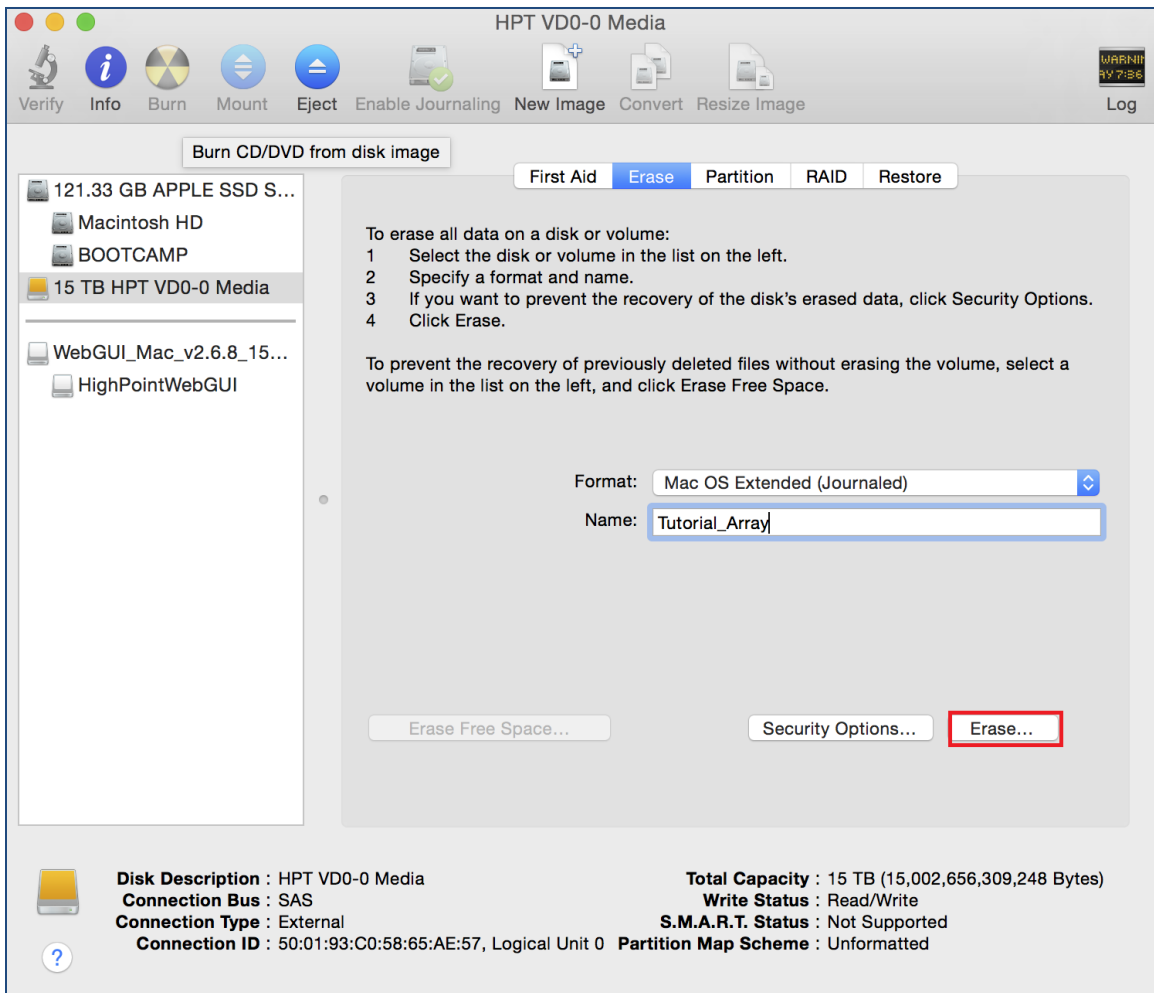 HPT VD0-0 Media
WARNIN
AY 7:36
Verify Info Burn Mount Eject Enable Journaling New Image Convert Resize Image Log
Burn CD/DVD from disk image
121.33 GB APPLE SSD S...
Macintosh HD
BOOTCAMP
15 TB HPT VD0-0 Media
WebGUI_Mac_v2.6.8_15...
HighPointWebGUI
First Aid Erase Partition RAID Restore
To erase all data on a disk or volume:
1 Select the disk or volume in the list on the left.
2 Specify a format and name.
3 If you want to prevent the recovery of the disk’s erased data, click Security Options.
4 Click Erase.
To prevent the recovery of previously deleted files without erasing the volume, select a
volume in the list on the left, and click Erase Free Space.
Format: Mac OS Extended (Journaled)
Name: Tutorial_Array
Erase Free Space... Security Options... Erase...
Disk Description : HPT VD0-0 Media Total Capacity : 15 TB (15,002,656,309,248 Bytes)
Connection Bus : SAS Write Status : Read/Write
Connection Type : External S.M.A.R.T. Status : Not Supported
Connection ID : 50:01:93:C0:58:65:AE:57, Logical Unit 0 Partition Map Scheme : Unformatted
?